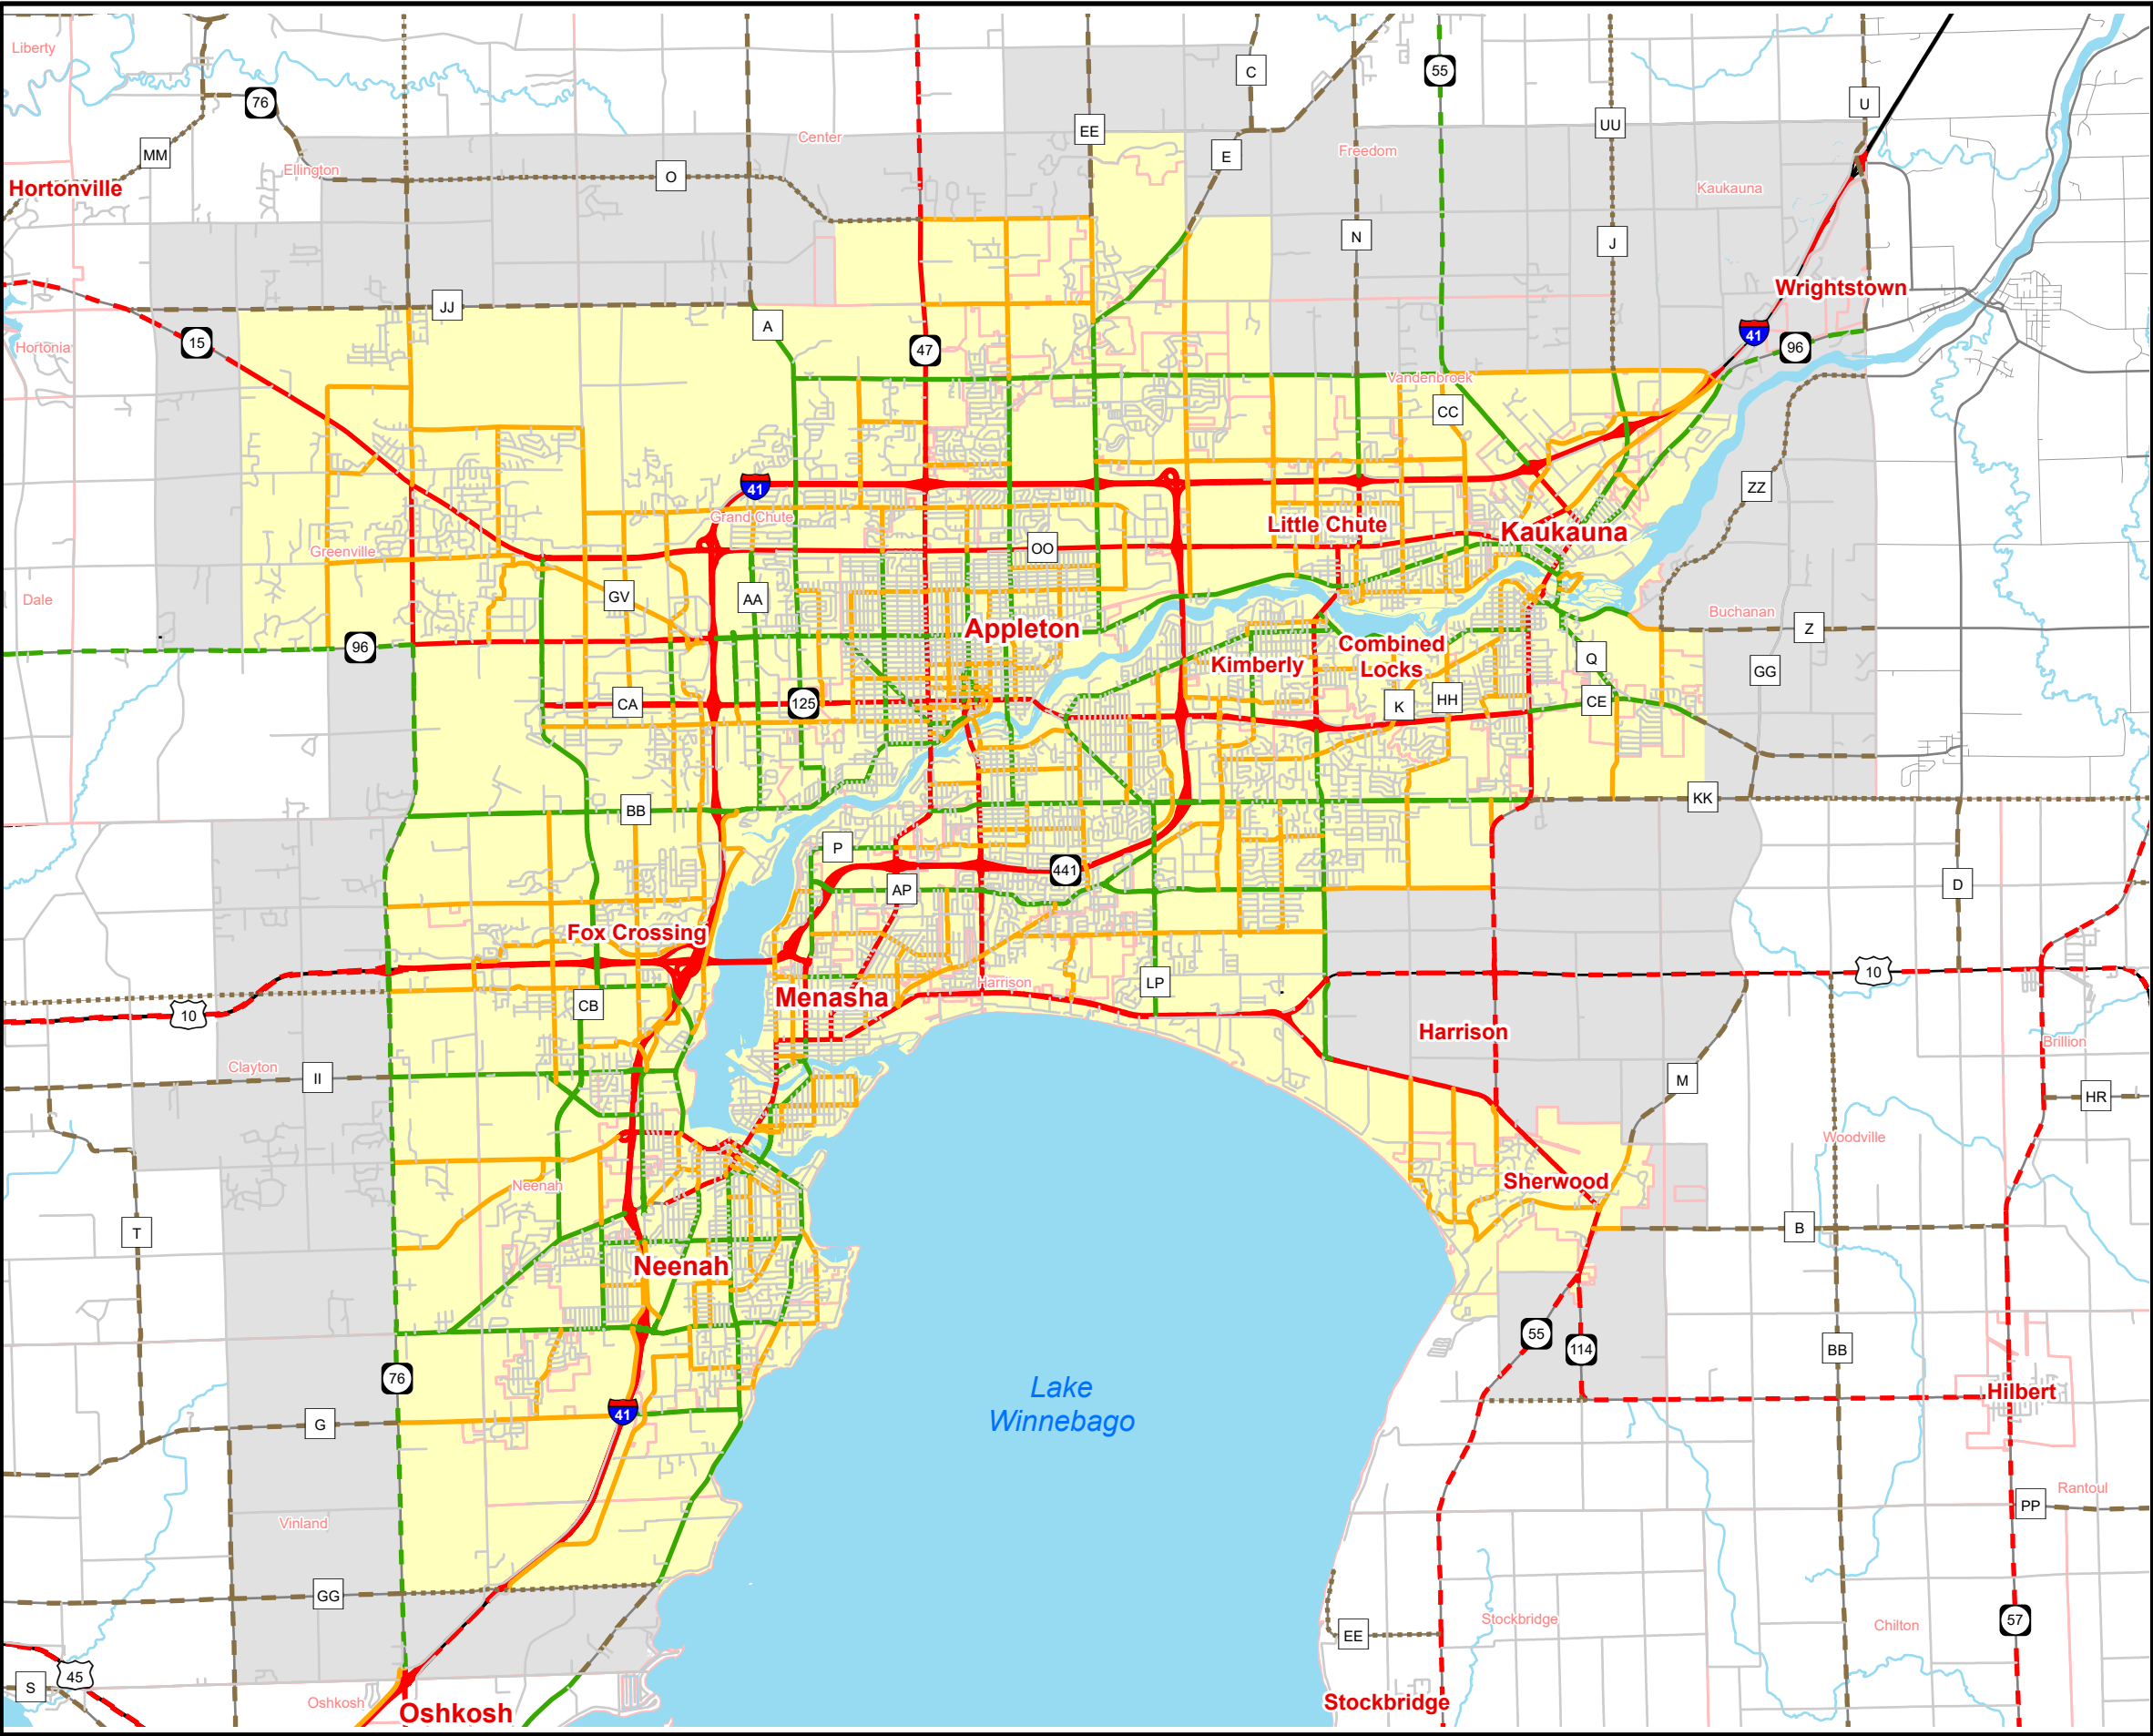 Liberty
C
55
76
U
UU
EE
Center
MM
E
Freedom
Ellington
O
Kaukauna
Hortonville
N
J
Wrightstown
JJ
A
41
15
Hortonia
47
96
Vandenbroek
CC
41
ZZ
Grand Chute
Little Chute
Kaukauna
OO
Greenville
GV
AA
Dale
Buchanan
Appleton
Z
96
Combined
Locks
Kimberly
Q
GG
CA
125
K
HH
CE
BB
KK
P
441
AP
D
Fox Crossing
10
LP
Harrison
Menasha
CB
10
Harrison
Brillion
Clayton
II
M
HR
Woodville
Neenah
Sherwood
T
B
Neenah
55
114
BB
76
Lake
Winnebago
Hilbert
41
G
Rantoul
PP
Vinland
GG
Stockbridge
57
Chilton
EE
45
S
Oshkosh
Oshkosh
Stockbridge